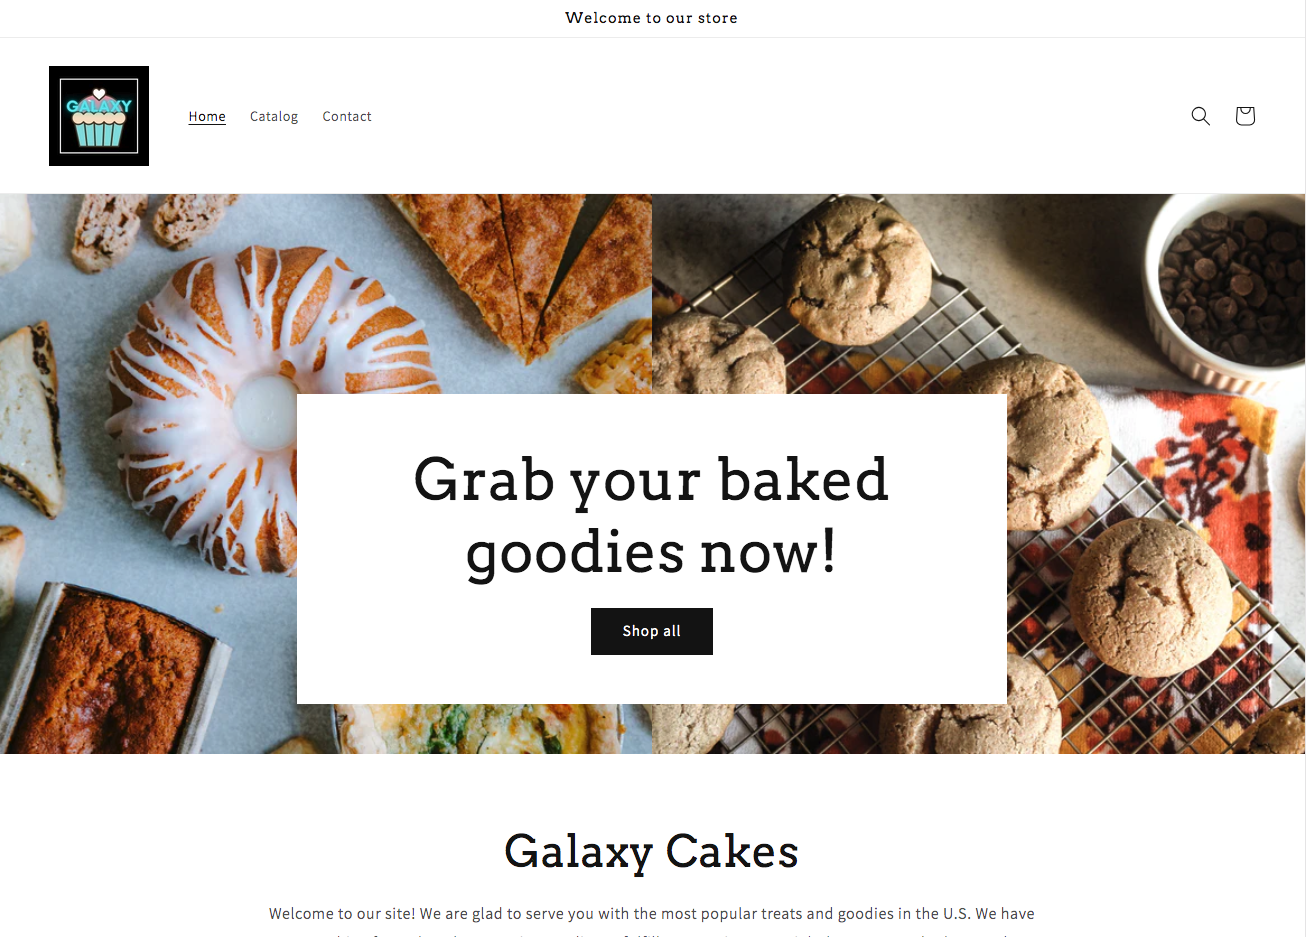 Welcome to our store
GALAXY
Home Catalog Contact
Grab your baked
goodies now!
Shop all
Galaxy Cakes
Welcome to our site! We are glad to serve you with the most popular treats and goodies in the U.S. We have